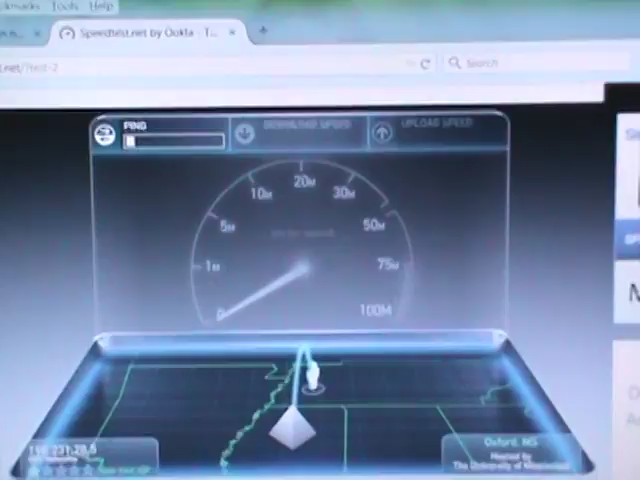 Tools Help
Speedtest.net by Ookla - T...
Search
PING
DOWNLOAD SPEED
UPLOAD SPEED
0
1M
5M
10M
20M
30M
50M
75M
100M
Oxford, MS
Hosted by
The University of Mississippi